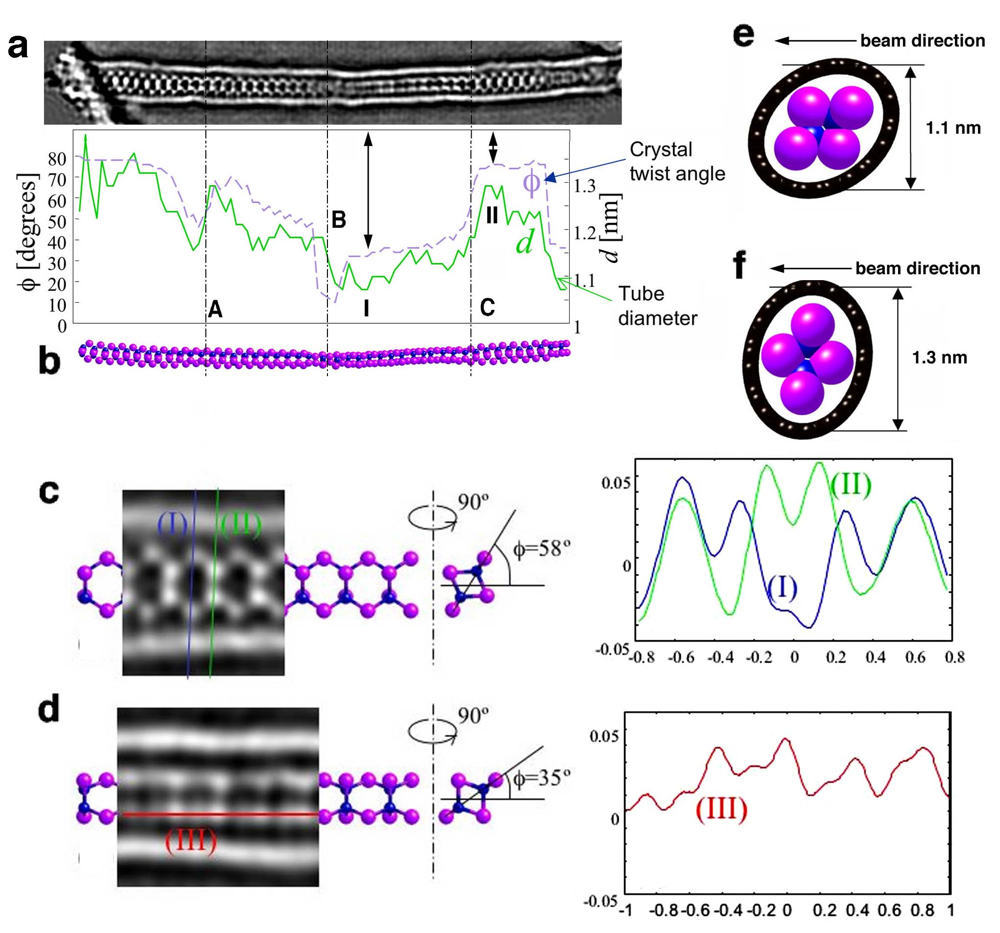 a
80
70
60
50
40
30
20
10
0
ϕ [degrees]
A
B
I
II
C
ϕ
d
1.3
1.2
1.1
1
d [nm]
Crystal
twist angle
Tube
diameter
b
e
beam direction
1.1 nm
f
beam direction
1.3 nm
c
(I)
(II)
90º
ϕ=58º
0.05
0
-0.05
-0.8 -0.6 -0.4 -0.2 0 0.2 0.4 0.6 0.8
(I)
(II)
d
(III)
90º
ϕ=35º
0.05
0
-0.05
-1 -0.8 -0.6 -0.4 -0.2 0 0.2 0.4 0.6 0.8 1
(III)